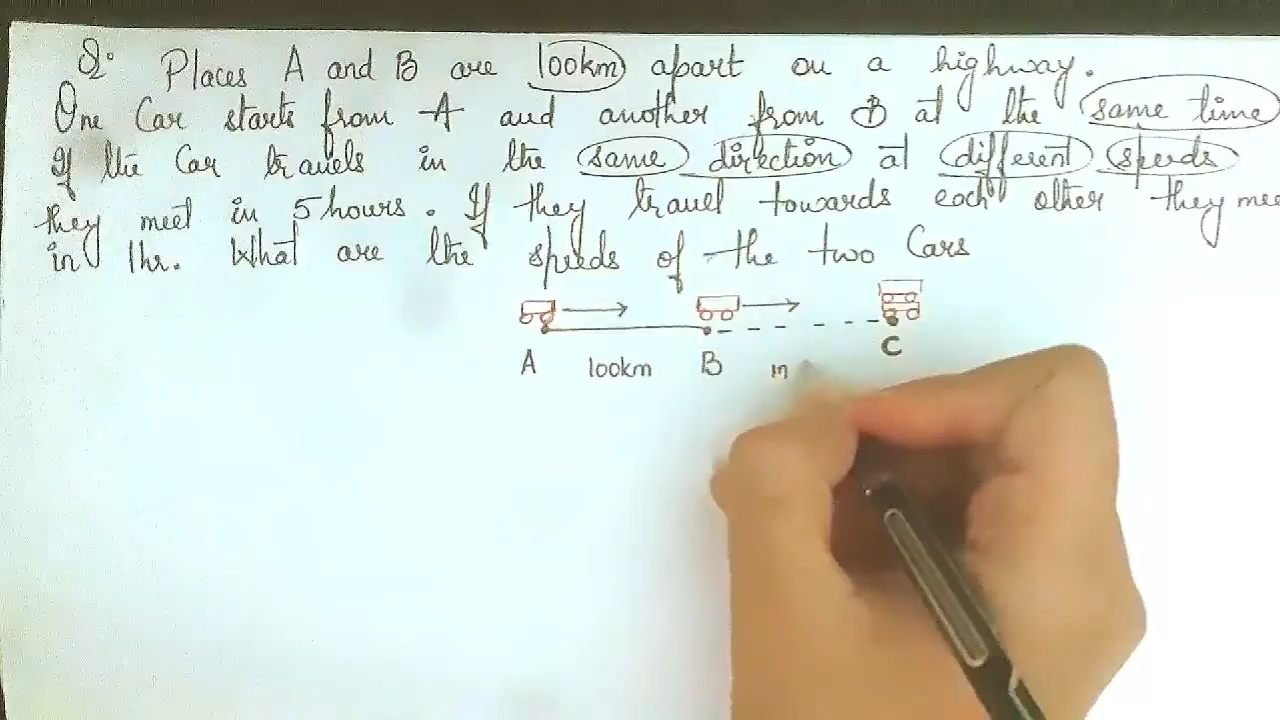 Q. Places A and B are 100km apart on a highway.
One Car starts from A and another from B at the same time
If the Car travels in the same direction at different speeds
they meet in 5 hours. If they travel towards each other they mee
in 1hr. What are the speeds of the two Cars
A 100km B m C